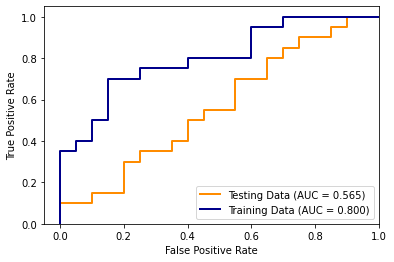 1.0
0.8
0.6
0.4
0.2
0.0
True Positive Rate
0.0 0.2 0.4 0.6 0.8 1.0
False Positive Rate
Testing Data (AUC = 0.565)
Training Data (AUC = 0.800)